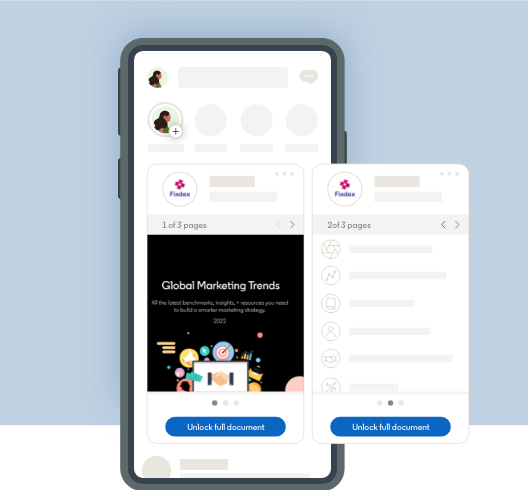 Fixdex
1 of 3 pages
Global Marketing Trends
All the latest benchmarks, insights, + resources you need
to build a smarter marketing strategy.
2022
Unlock full document
Fixdex
2of 3 pages
Unlock full document